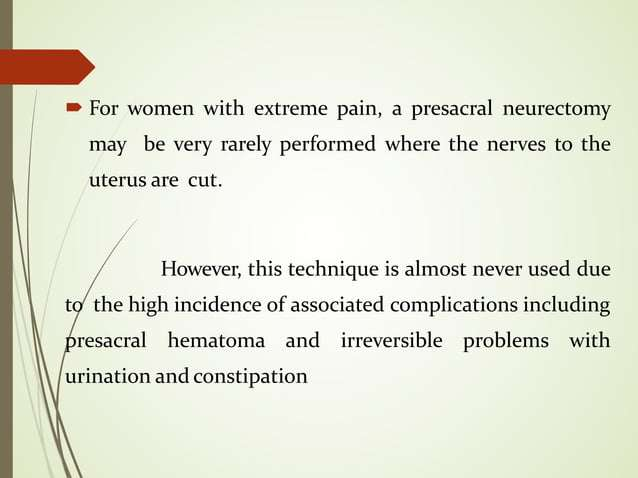 For women with extreme pain, a presacral neurectomy
may be very rarely performed where the nerves to the
uterus are cut.
However, this technique is almost never used due
to the high incidence of associated complications including
presacral hematoma and irreversible problems with
urination and constipation